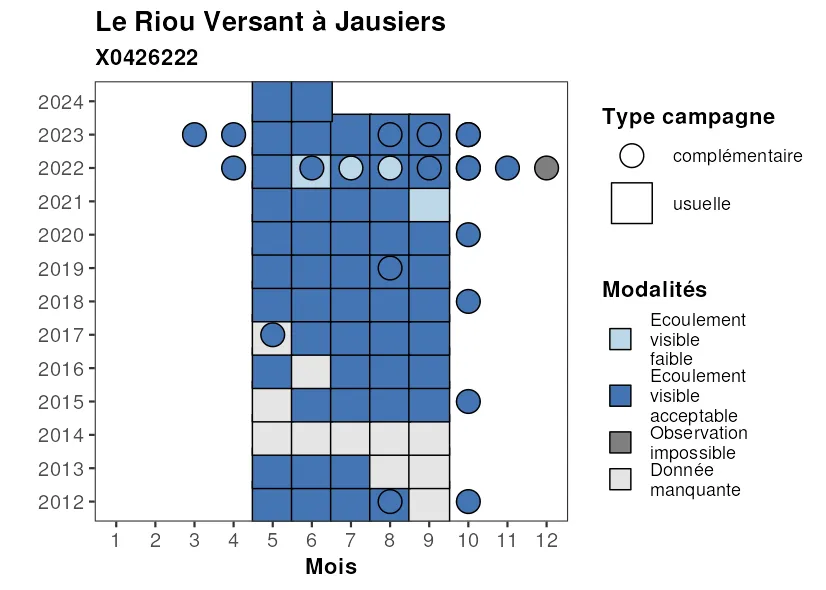 Le Riou Versant à Jausiers
X0426222
2024
2023
2022
2021
2020
2019
2018
2017
2016
2015
2014
2013
2012
1 2 3 4 5 6 7 8 9 10 11 12
Mois
Type campagne
complémentaire
usuelle
Modalités
Ecoulement
visible
faible
Ecoulement
visible
acceptable
Observation
impossible
Donnée
manquante